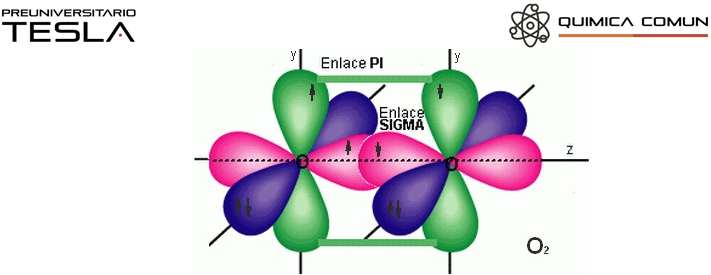 PREUNIVERSITARIO
TESLA
QUIMICA COMUN
y
y
Enlace PI
Enlace
SIGMA
O
O
z
O₂